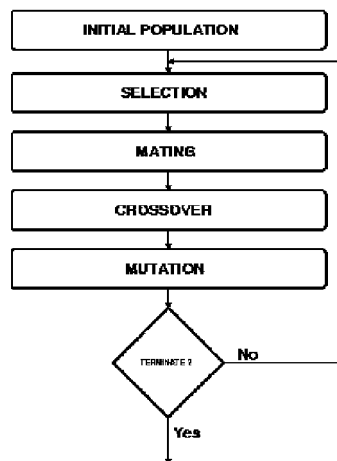 INITIAL POPULATION
SELECTION
MATING
CROSSOVER
MUTATION
TERMINATE ?
No
Yes